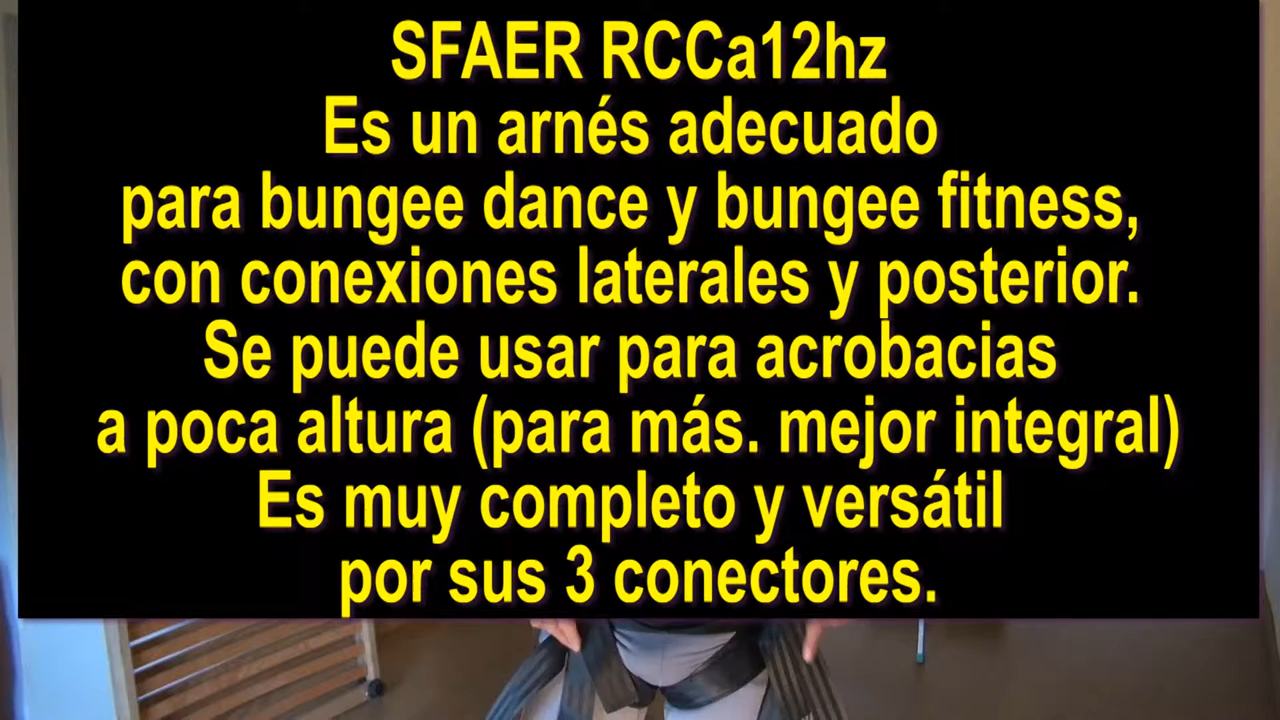 SFAER RCCa12hz
Es un arnés adecuado
para bungee dance y bungee fitness,
con conexiones laterales y posterior.
Se puede usar para acrobacias
a poca altura (para más. mejor integral)
Es muy completo y versátil
por sus 3 conectores.